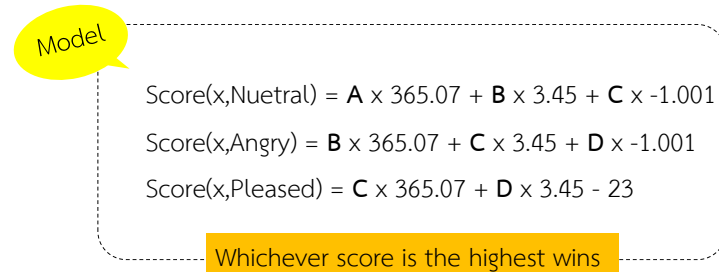 Model
Score(x,Nuetral) = A x 365.07 + B x 3.45 + C x -1.001
Score(x,Angry) = B x 365.07 + C x 3.45 + D x -1.001
Score(x,Pleased) = C x 365.07 + D x 3.45 - 23
Whichever score is the highest wins